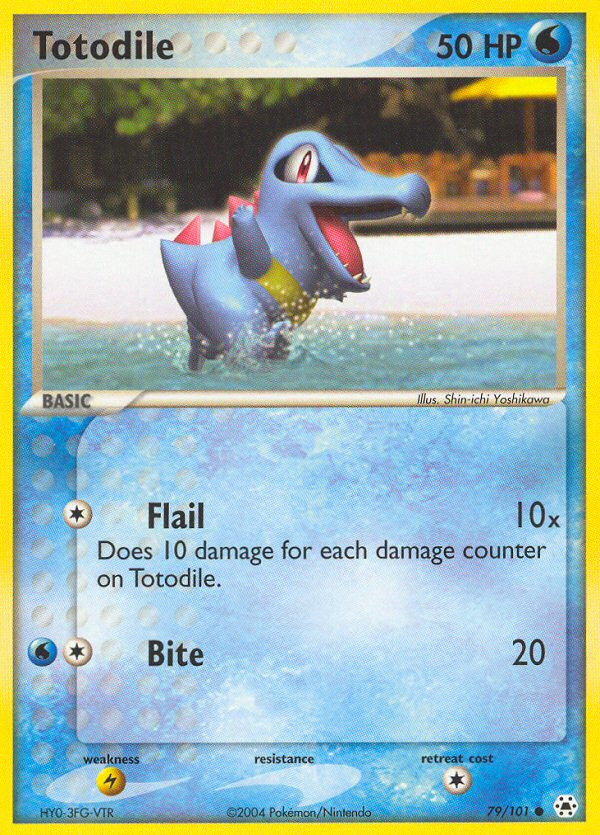 Totodile
50 HP
BASIC
Illus. Shin-ichi Yoshikawa
Flail 10x
Does 10 damage for each damage counter
on Totodile.
Bite 20
weakness
resistance
retreat cost
HY0-3FG-VTR
©2004 Pokémon/Nintendo
79/101